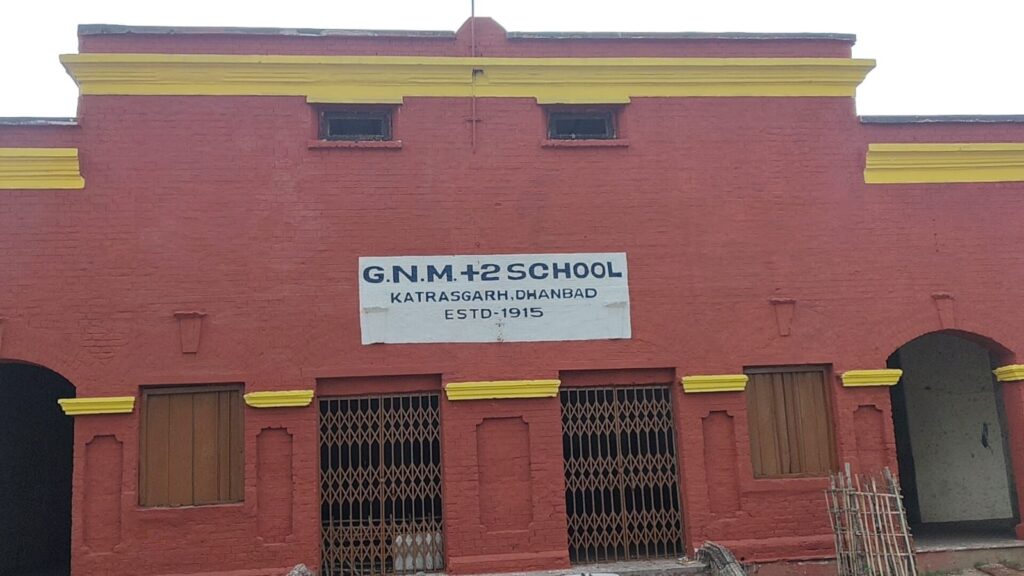 G.N.M. +2 SCHOOL
KATRASGARH, DHANBAD
ESTD-1915